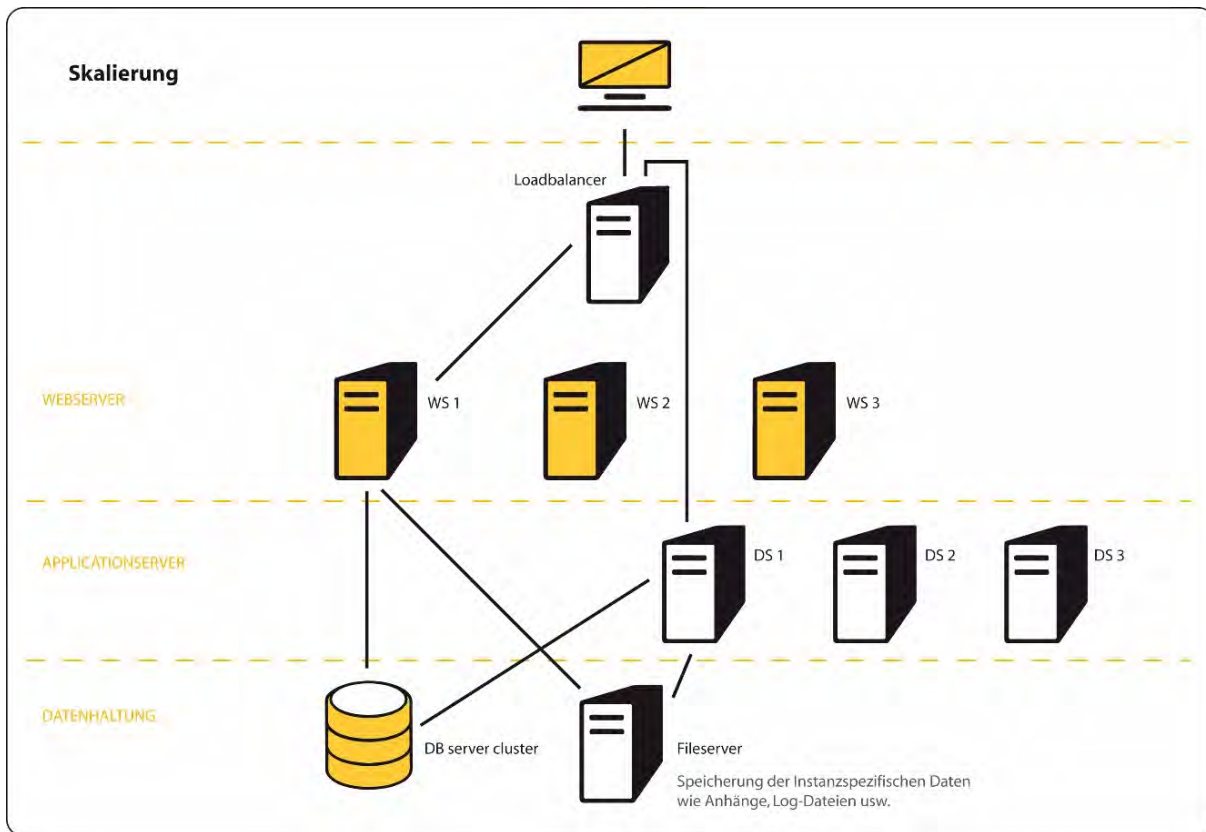 Skalierung
Loadbalancer
WEBSERVER
WS 1
WS 2
WS 3
APPLICATIONSERVER
DS 1
DS 2
DS 3
DATENHALTUNG
DB server cluster
Fileserver
Speicherung der Instanzspezifischen Daten
wie Anhänge, Log-Dateien usw.